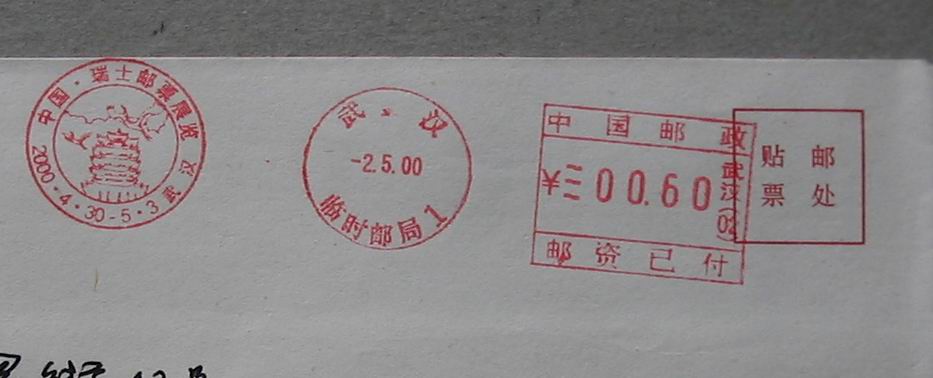 中国·瑞士邮票展览 武汉
2000·4·30-5·3
武汉
-2.5.00
临时邮局1
中国邮政
¥00.60
武汉(02)
邮资已付
贴邮
票处